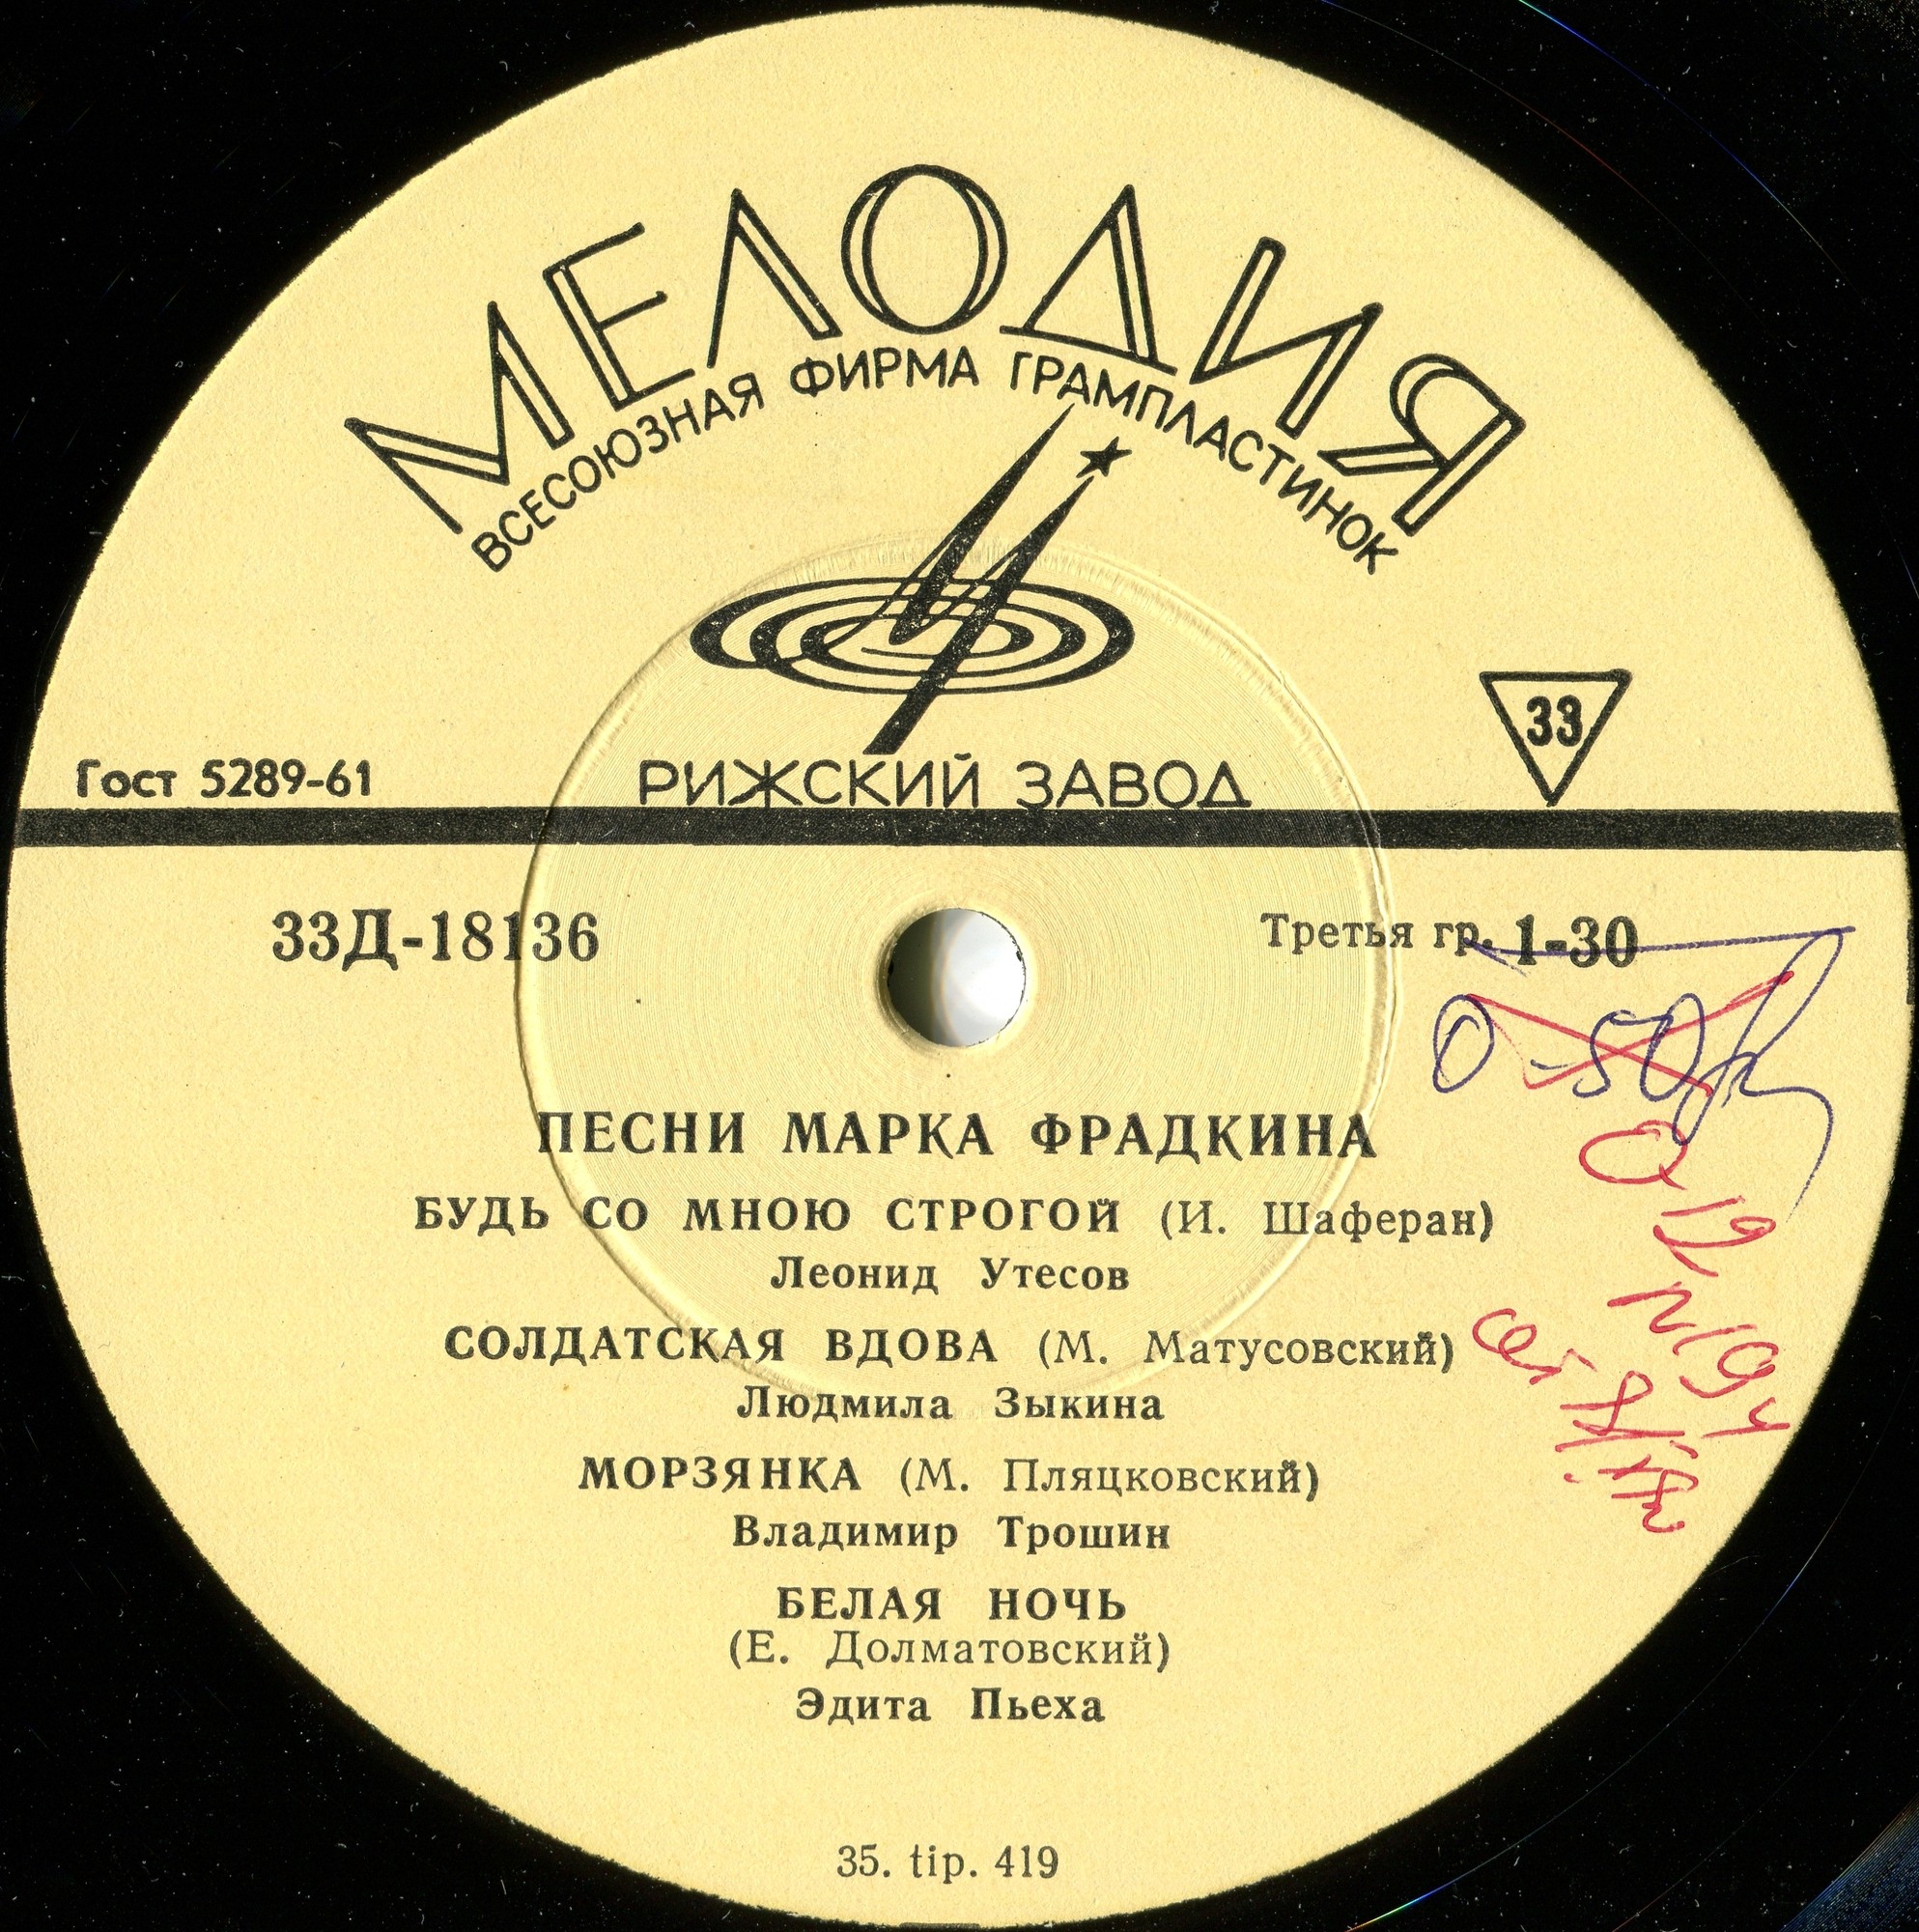 МЕЛОДИЯ
ВСЕСОЮЗНАЯ ФИРМА ГРАМПЛАСТИНОК
33
Гост 5289-61
РИЖСКИЙ ЗАВОД
33Д-18136
Третья гр. 1-30
0-50
ПЕСНИ МАРКА ФРАДКИНА
БУДЬ СО МНОЮ СТРОГОЙ (И. Шаферан)
Леонид Утесов
СОЛДАТСКАЯ ВДОВА (М. Матусовский)
Людмила Зыкина
МОРЗЯНКА (М. Пляцковский)
Владимир Трошин
БЕЛАЯ НОЧЬ
(Е. Долматовский)
Эдита Пьеха
35. tip. 419